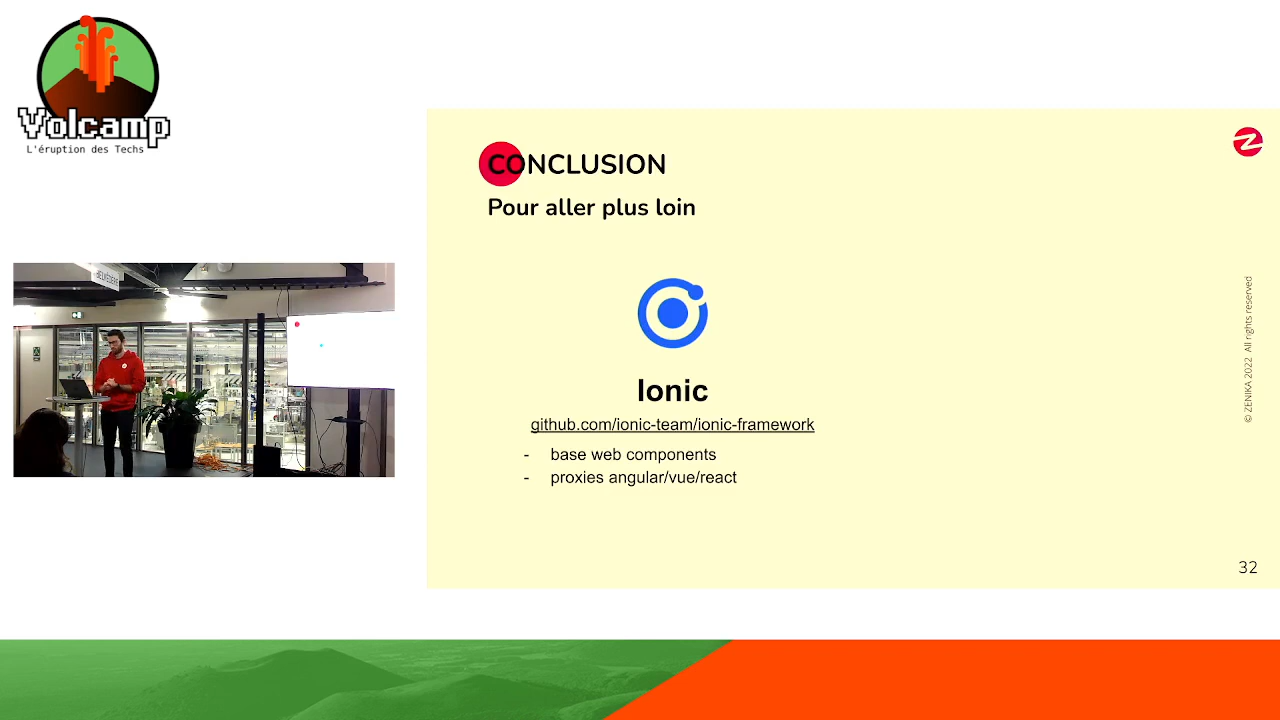 Volcamp
L'éruption des Techs
CONCLUSION
Pour aller plus loin
Ionic
github.com/ionic-team/ionic-framework
- base web components
- proxies angular/vue/react
© ZENIKA 2022 All rights reserved
32